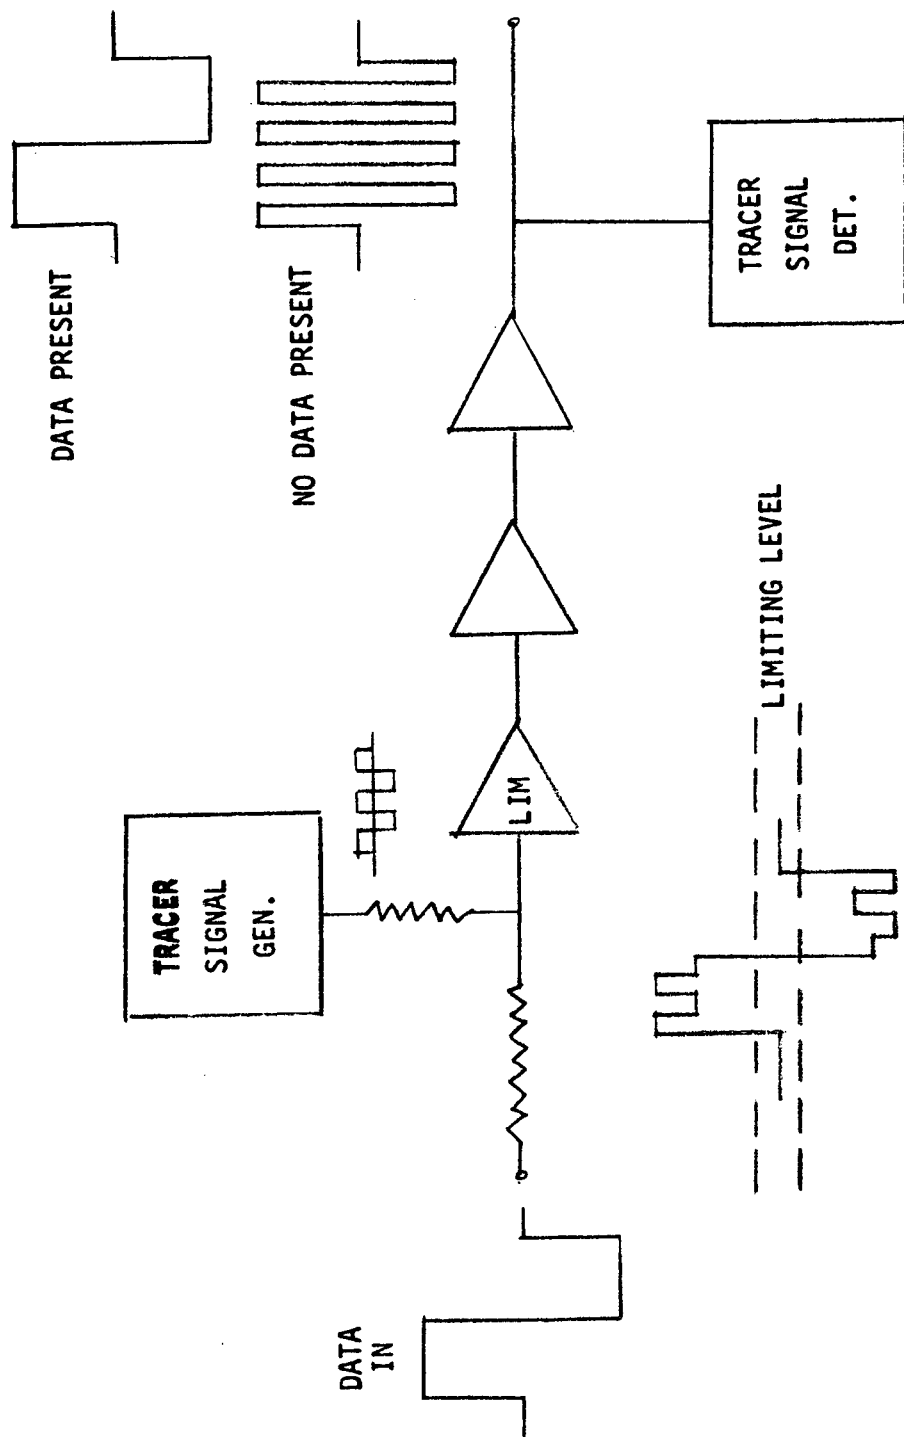 DATA PRESENT
NO DATA PRESENT
TRACER
SIGNAL
GEN.
LIM
TRACER
SIGNAL
DET.
DATA
IN
LIMITING LEVEL